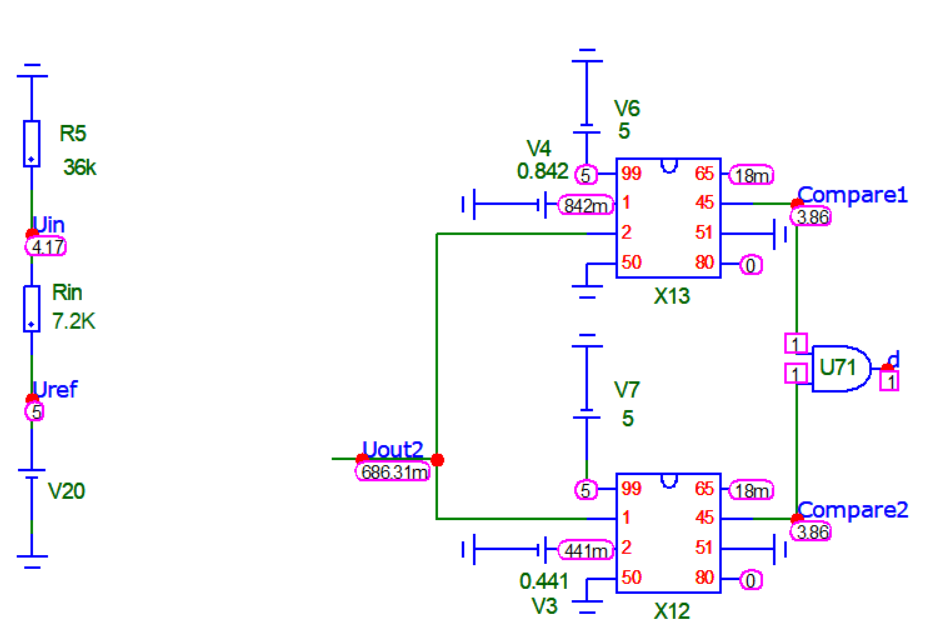 R5
36k
Uin
4.17
Rin
7.2K
Uref
5
V20
V6
5
V4
0.842
5
99
65
18m
842m
1
45
Compare1
3.86
2
51
50
80
0
X13
1
1
U71
d
1
V7
5
Uout2
686.31m
5
99
65
18m
1
45
Compare2
3.86
441m
2
51
0.441
50
80
0
V3
X12